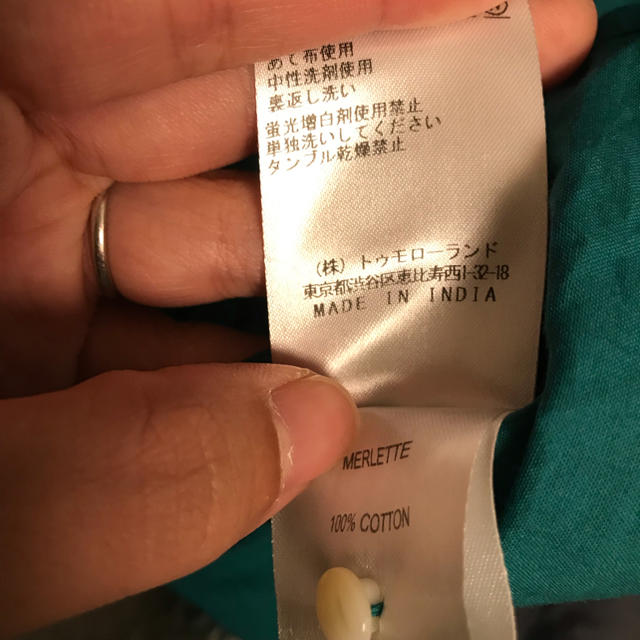 あて布使用
中性洗剤使用
裏返し洗い
蛍光増白剤使用禁止
単独洗いしてください
タンブル乾燥禁止
(株) トゥモローランド
東京都渋谷区恵比寿西1-32-18
MADE IN INDIA
MERLETTE
100% COTTON